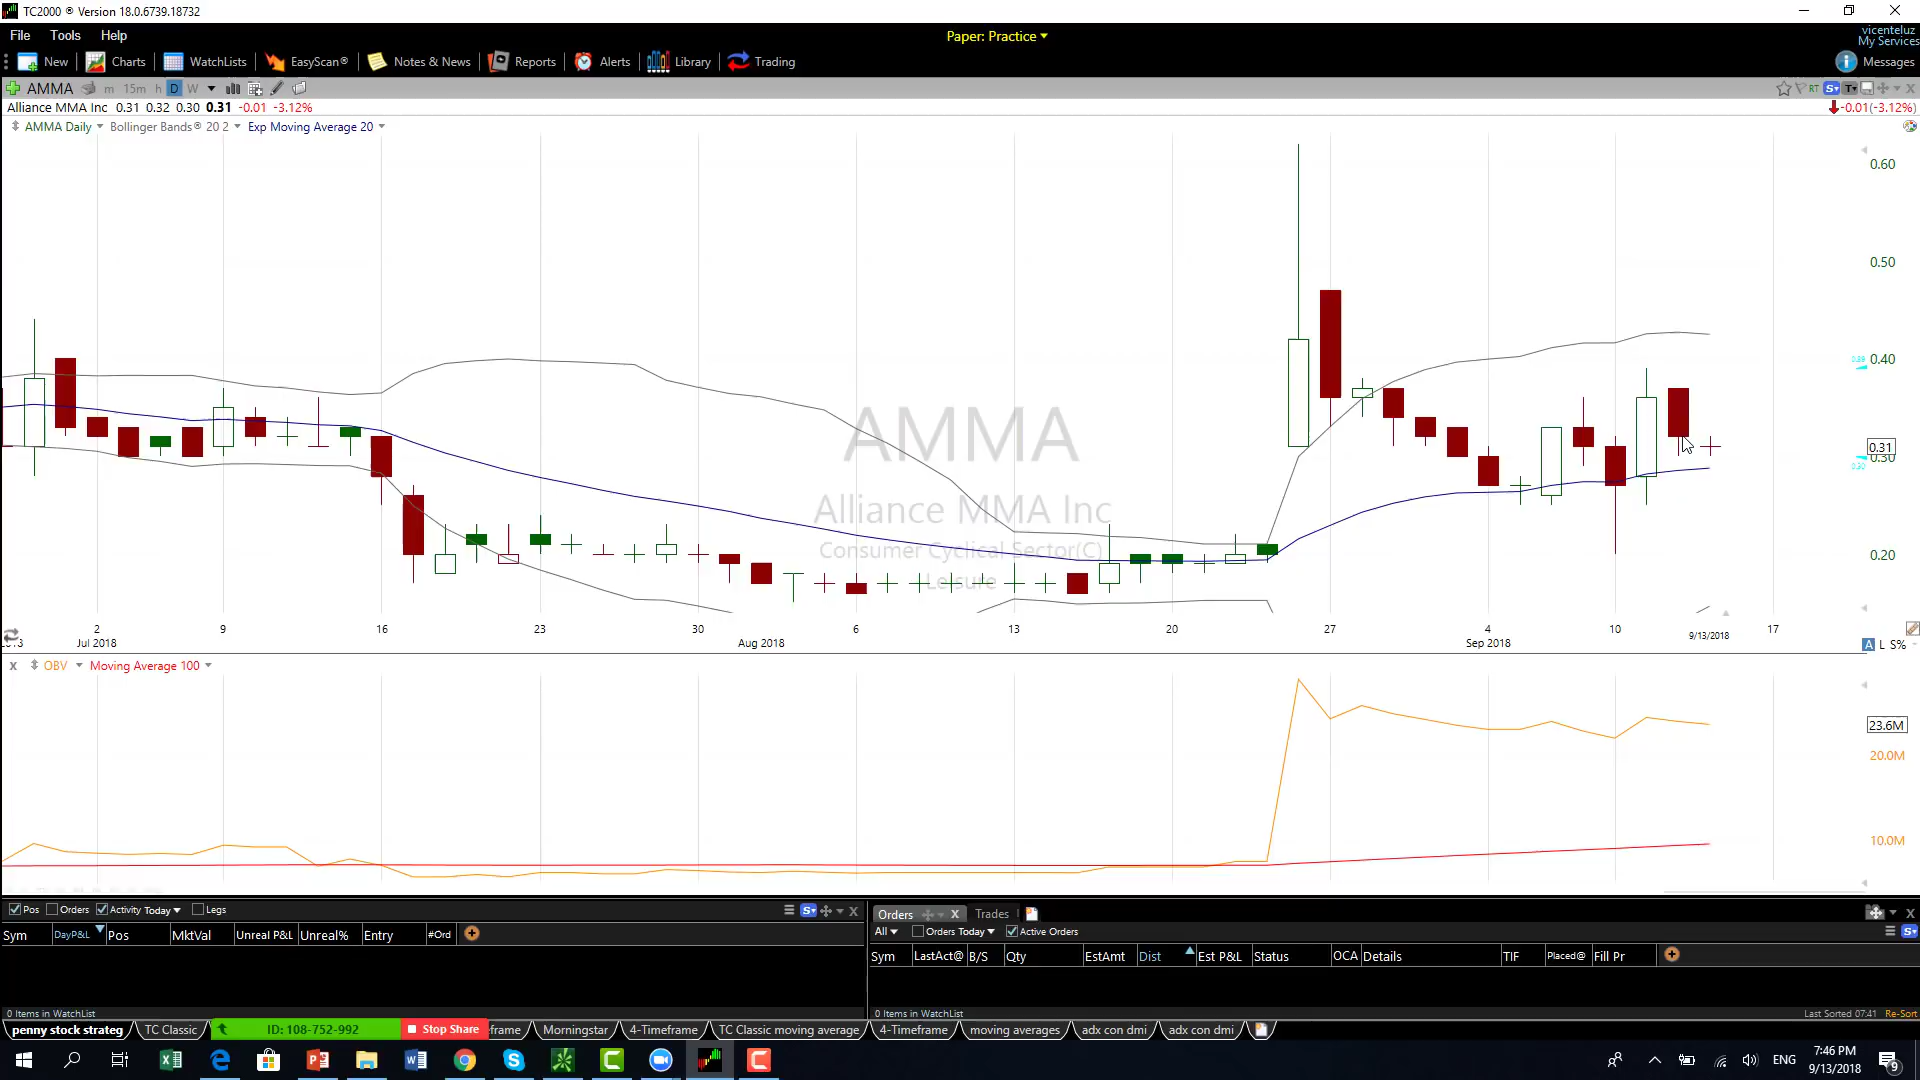 TC2000 ® Version 18.0.6739.18732
File Tools Help
Paper: Practice
vicenteluz
My Services
New Charts WatchLists EasyScan® Notes & News Reports Alerts Library Trading
Messages
AMMA m 15m h D W
RT S T
Alliance MMA Inc 0.31 0.32 0.30 0.31 -0.01 -3.12%
-0.01(-3.12%)
AMMA Daily Bollinger Bands® 20 2 Exp Moving Average 20
0.60
0.50
0.39 0.40
0.31
0.30
0.30
0.20
AMMA
Alliance MMA Inc
Consumer Cyclical Sector(C)
Leisure
2 9 16 23 30 6 13 20 27 4 10 17
Jul 2018 Aug 2018 Sep 2018 9/13/2018
A L S%
X OBV Moving Average 100
23.6M
20.0M
10.0M
Pos Orders Activity Today Legs
S
Sym DayP&L Pos MktVal Unreal P&L Unreal% Entry #Ord
0 Items in WatchList
Orders X Trades
All Orders Today Active Orders
S
Sym LastAct@ B/S Qty EstAmt Dist Est P&L Status OCA Details TIF Placed@ Fill Pr
0 Items in WatchList
Last Sorted 07:41 Re-Sort
penny stock strateg TC Classic ID: 108-752-992 Stop Share frame Morningstar 4-Timeframe TC Classic moving average 4-Timeframe moving averages adx con dmi adx con dmi
ENG
7:46 PM
9/13/2018
9